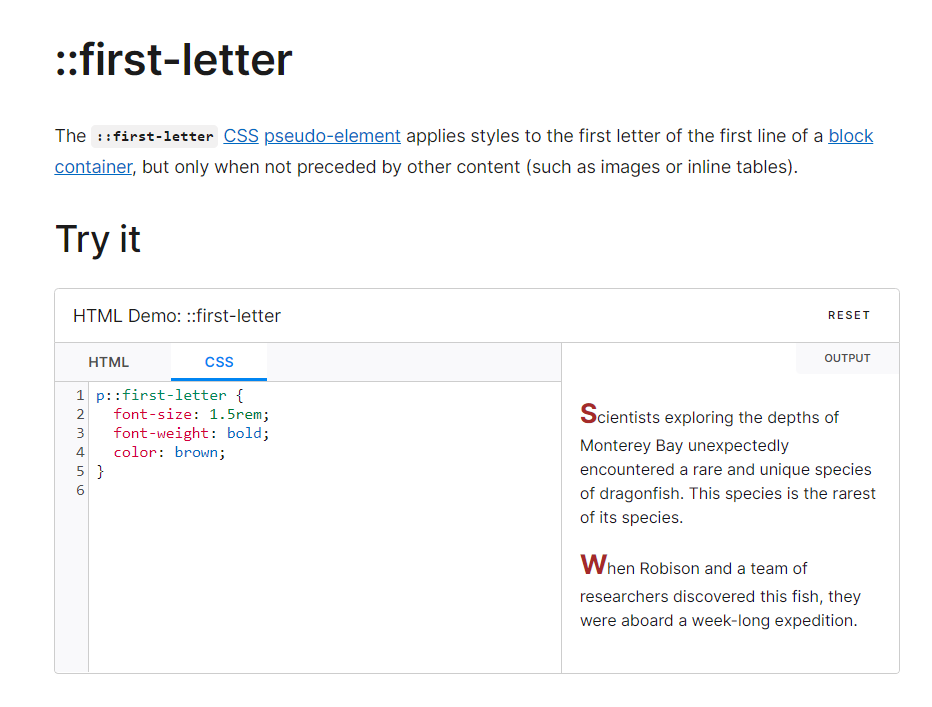 ::first-letter
The ::first-letter CSS pseudo-element applies styles to the first letter of the first line of a block
container, but only when not preceded by other content (such as images or inline tables).
Try it
HTML Demo: ::first-letter
RESET
HTML
CSS
1 p::first-letter {
2 font-size: 1.5rem;
3 font-weight: bold;
4 color: brown;
5 }
6
OUTPUT
Scientists exploring the depths of
Monterey Bay unexpectedly
encountered a rare and unique species
of dragonfish. This species is the rarest
of its species.
When Robison and a team of
researchers discovered this fish, they
were aboard a week-long expedition.